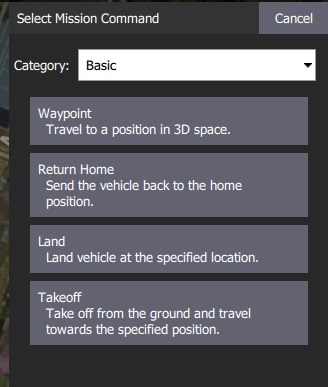 Select Mission Command
Cancel
Category:
Basic
Waypoint
Travel to a position in 3D space.
Return Home
Send the vehicle back to the home
position.
Land
Land vehicle at the specified location.
Takeoff
Take off from the ground and travel
towards the specified position.